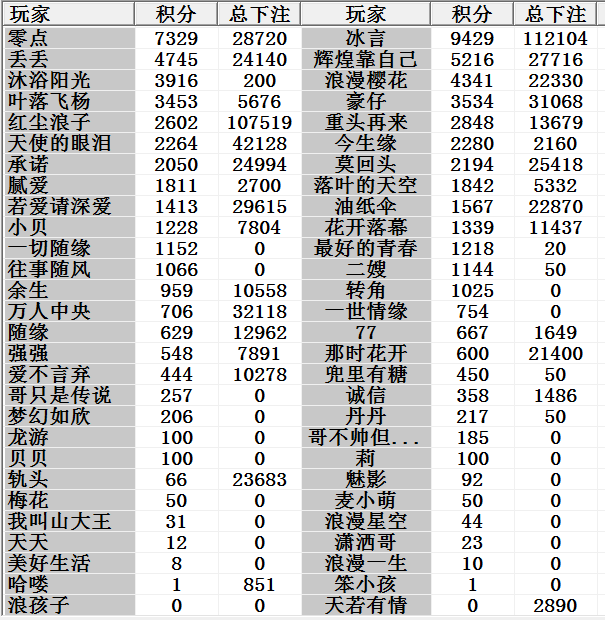 玩家 积分 总下注 玩家 积分 总下注
零点 7329 28720 冰言 9429 112104
丢丢 4745 24140 辉煌靠自己 5216 27716
沐浴阳光 3916 200 浪漫樱花 4341 22330
叶落飞杨 3453 5676 豪仔 3534 31068
红尘浪子 2602 107519 重头再来 2848 13679
天使的眼泪 2264 42128 今生缘 2280 2160
承诺 2050 24994 莫回头 2194 25418
腻爱 1811 2700 落叶的天空 1842 5332
若爱请深爱 1413 29615 油纸伞 1567 22870
小贝 1228 7804 花开落幕 1339 11437
一切随缘 1152 0 最好的青春 1218 20
往事随风 1066 0 二嫂 1144 50
余生 959 10558 转角 1025 0
万人中央 706 32118 一世情缘 754 0
随缘 629 12962 77 667 1649
强强 548 7891 那时花开 600 21400
爱不言弃 444 10278 兜里有糖 450 50
哥只是传说 257 0 诚信 358 1486
梦幻如欣 206 0 丹丹 217 50
龙游 100 0 哥不帅但... 185 0
贝贝 100 0 莉 100 0
轨头 66 23683 魅影 92 0
梅花 50 0 麦小萌 50 0
我叫山大王 31 0 浪漫星空 44 0
天天 12 0 潇洒哥 23 0
美好生活 8 0 浪漫一生 10 0
哈喽 1 851 笨小孩 1 0
浪孩子 0 0 天若有情 0 2890